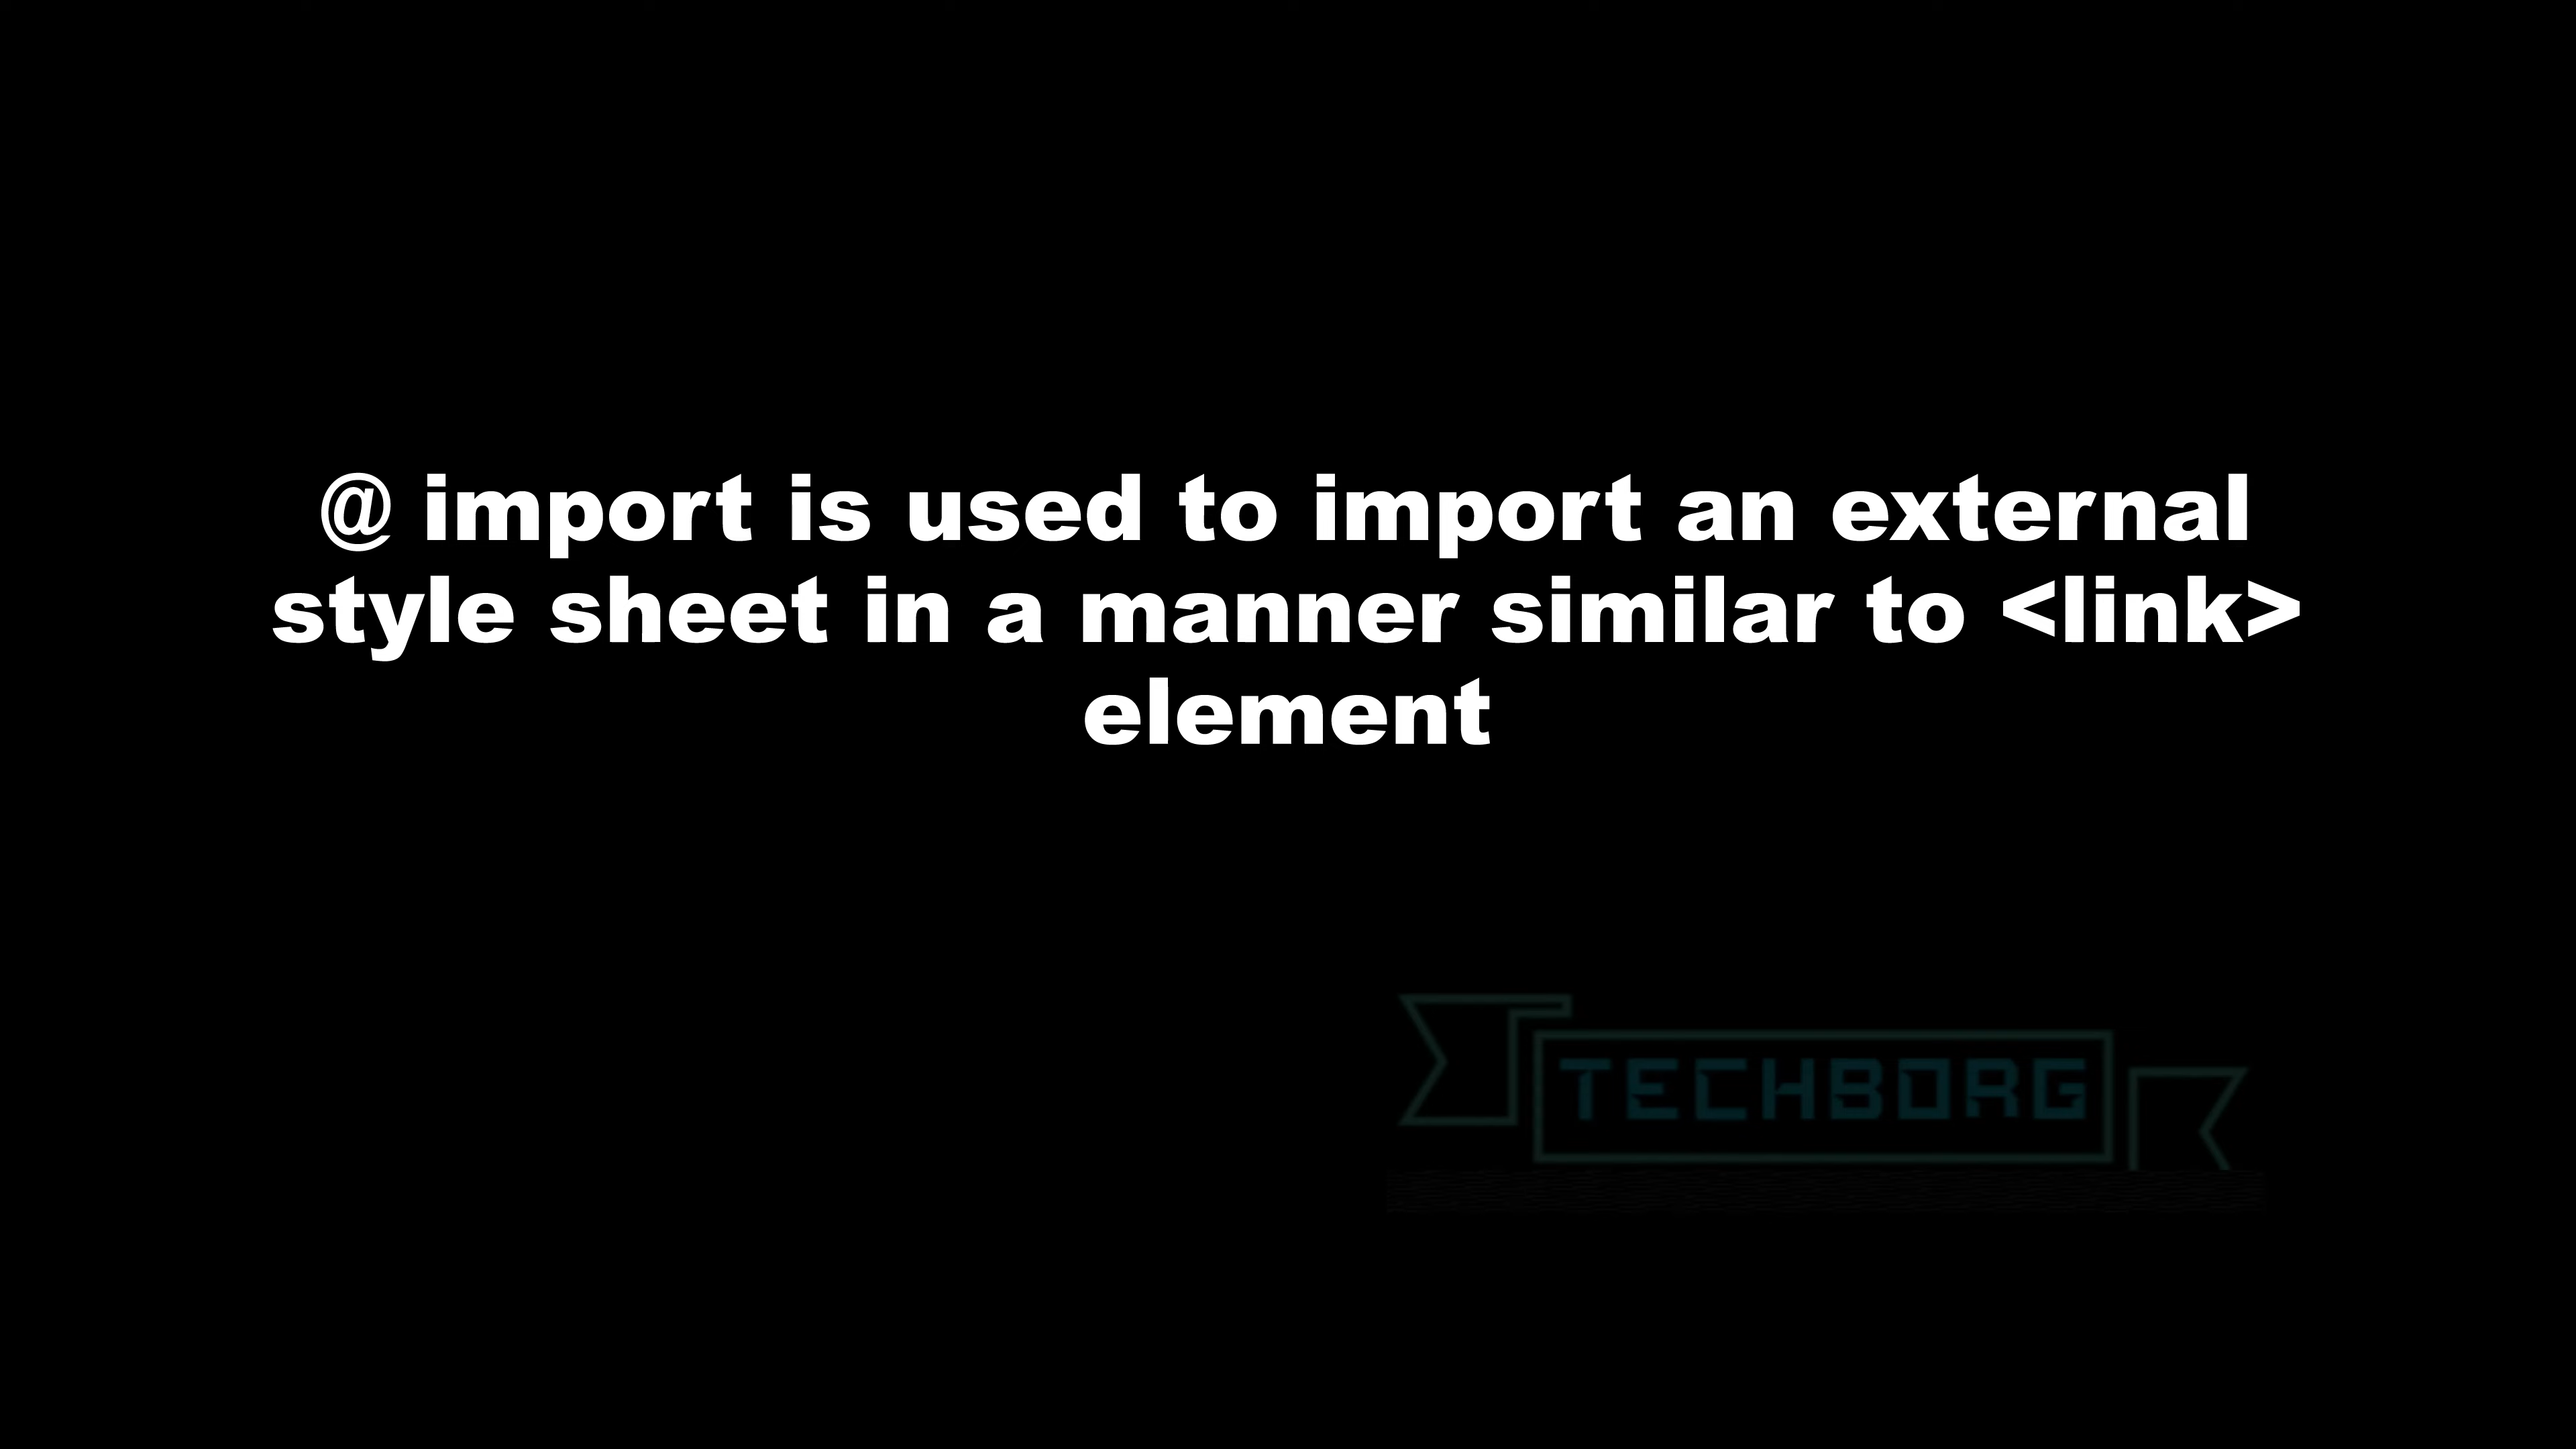 @ import is used to import an external
style sheet in a manner similar to <link>
element
TECHBORG